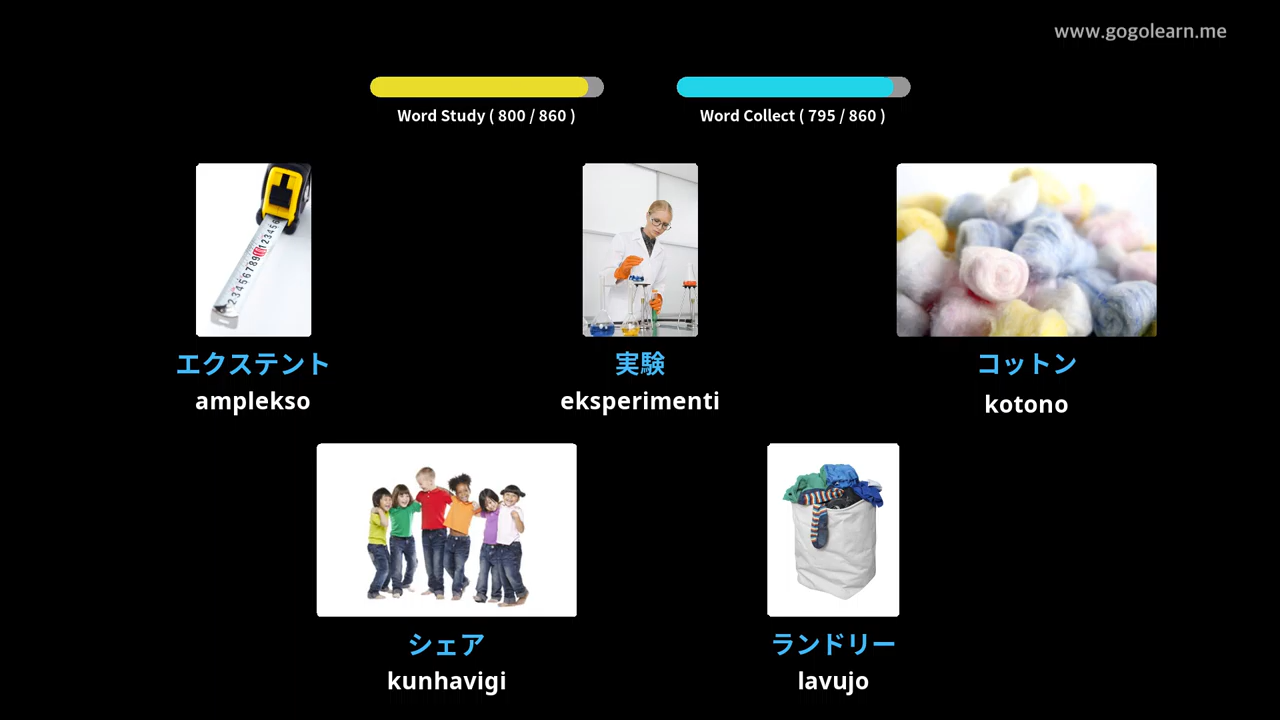 www.gogolearn.me
Word Study ( 800 / 860 )
Word Collect ( 795 / 860 )
エクステント
amplekso
実験
eksperimenti
コットン
kotono
シェア
kunhavigi
ランドリー
lavujo